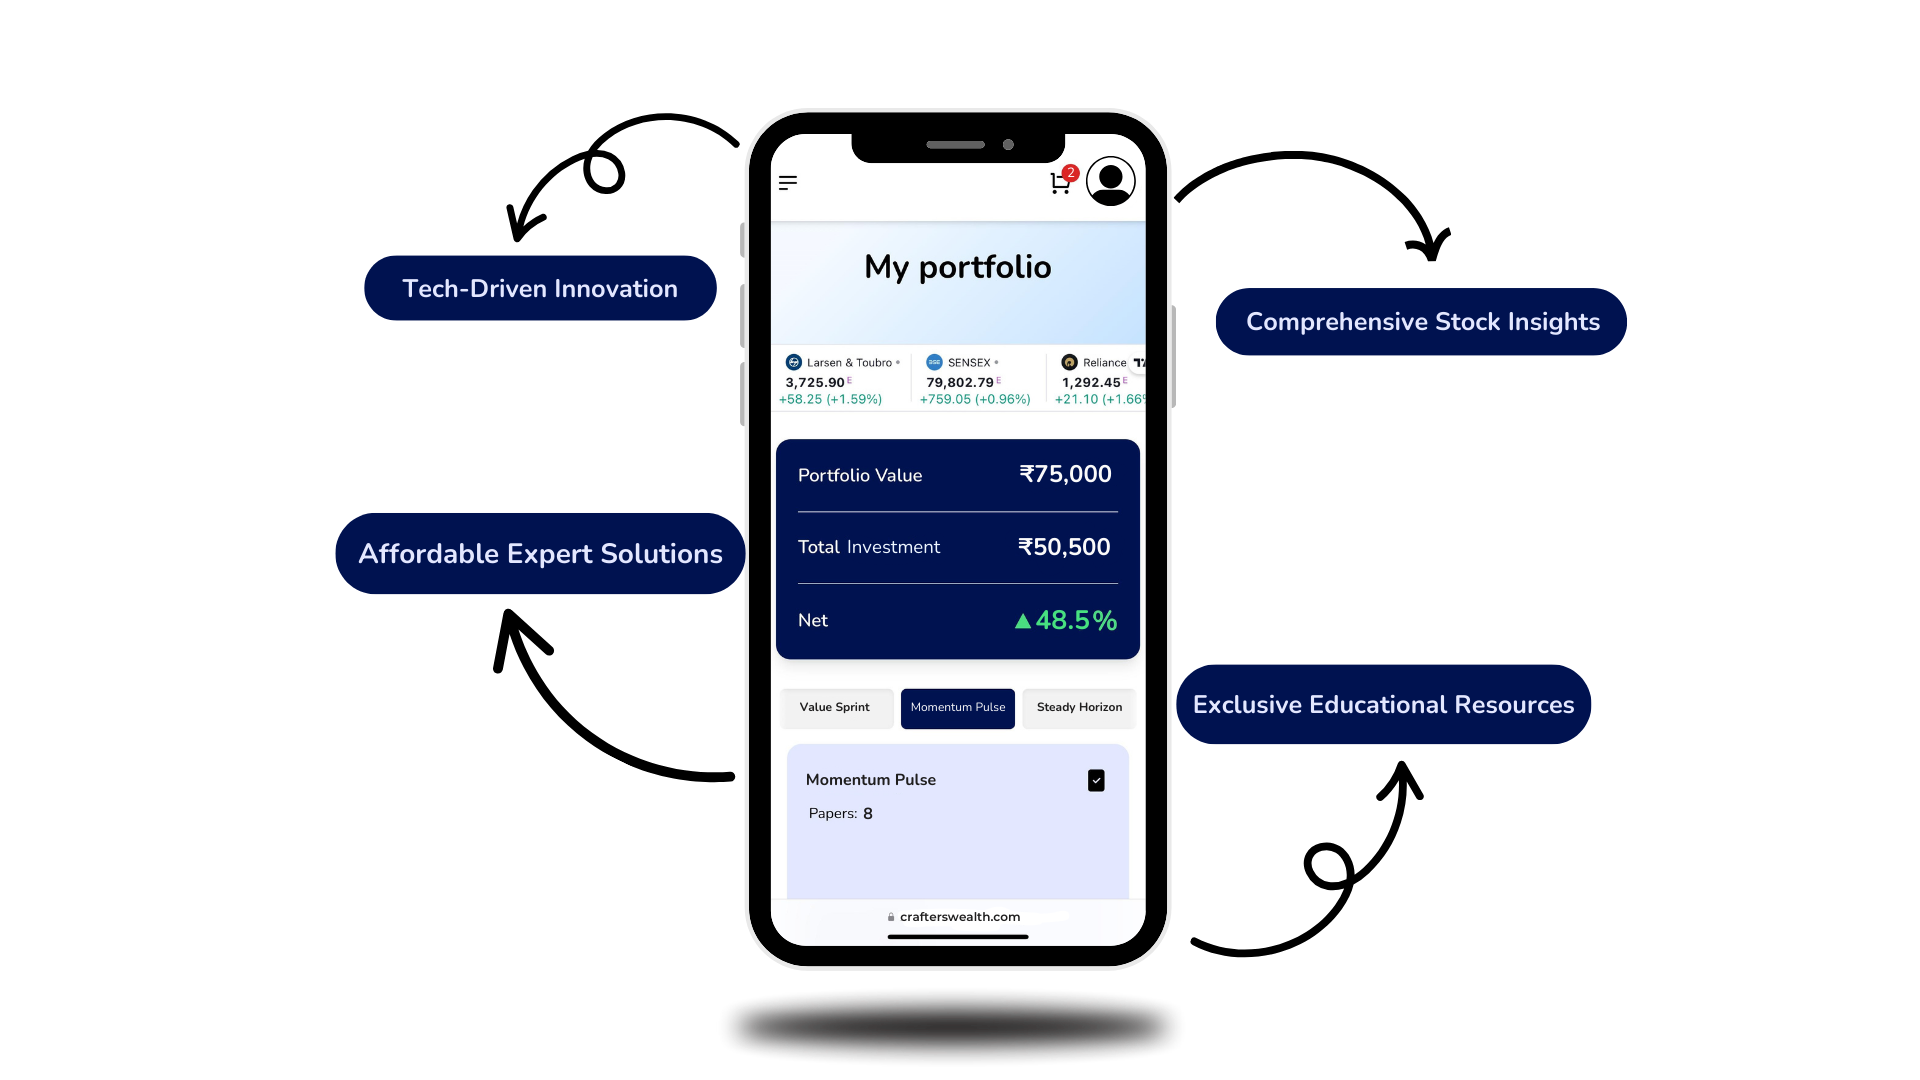 Tech-Driven Innovation
Affordable Expert Solutions
2
My portfolio
Larsen & Toubro
3,725.90 E
+58.25 (+1.59%)
BSE
SENSEX
79,802.79 E
+759.05 (+0.96%)
Reliance
1,292.45 E
+21.10 (+1.66%
Portfolio Value ₹75,000
Total Investment ₹50,500
Net ▲48.5%
Value Sprint
Momentum Pulse
Steady Horizon
Momentum Pulse
Papers: 8
crafterswealth.com
Comprehensive Stock Insights
Exclusive Educational Resources